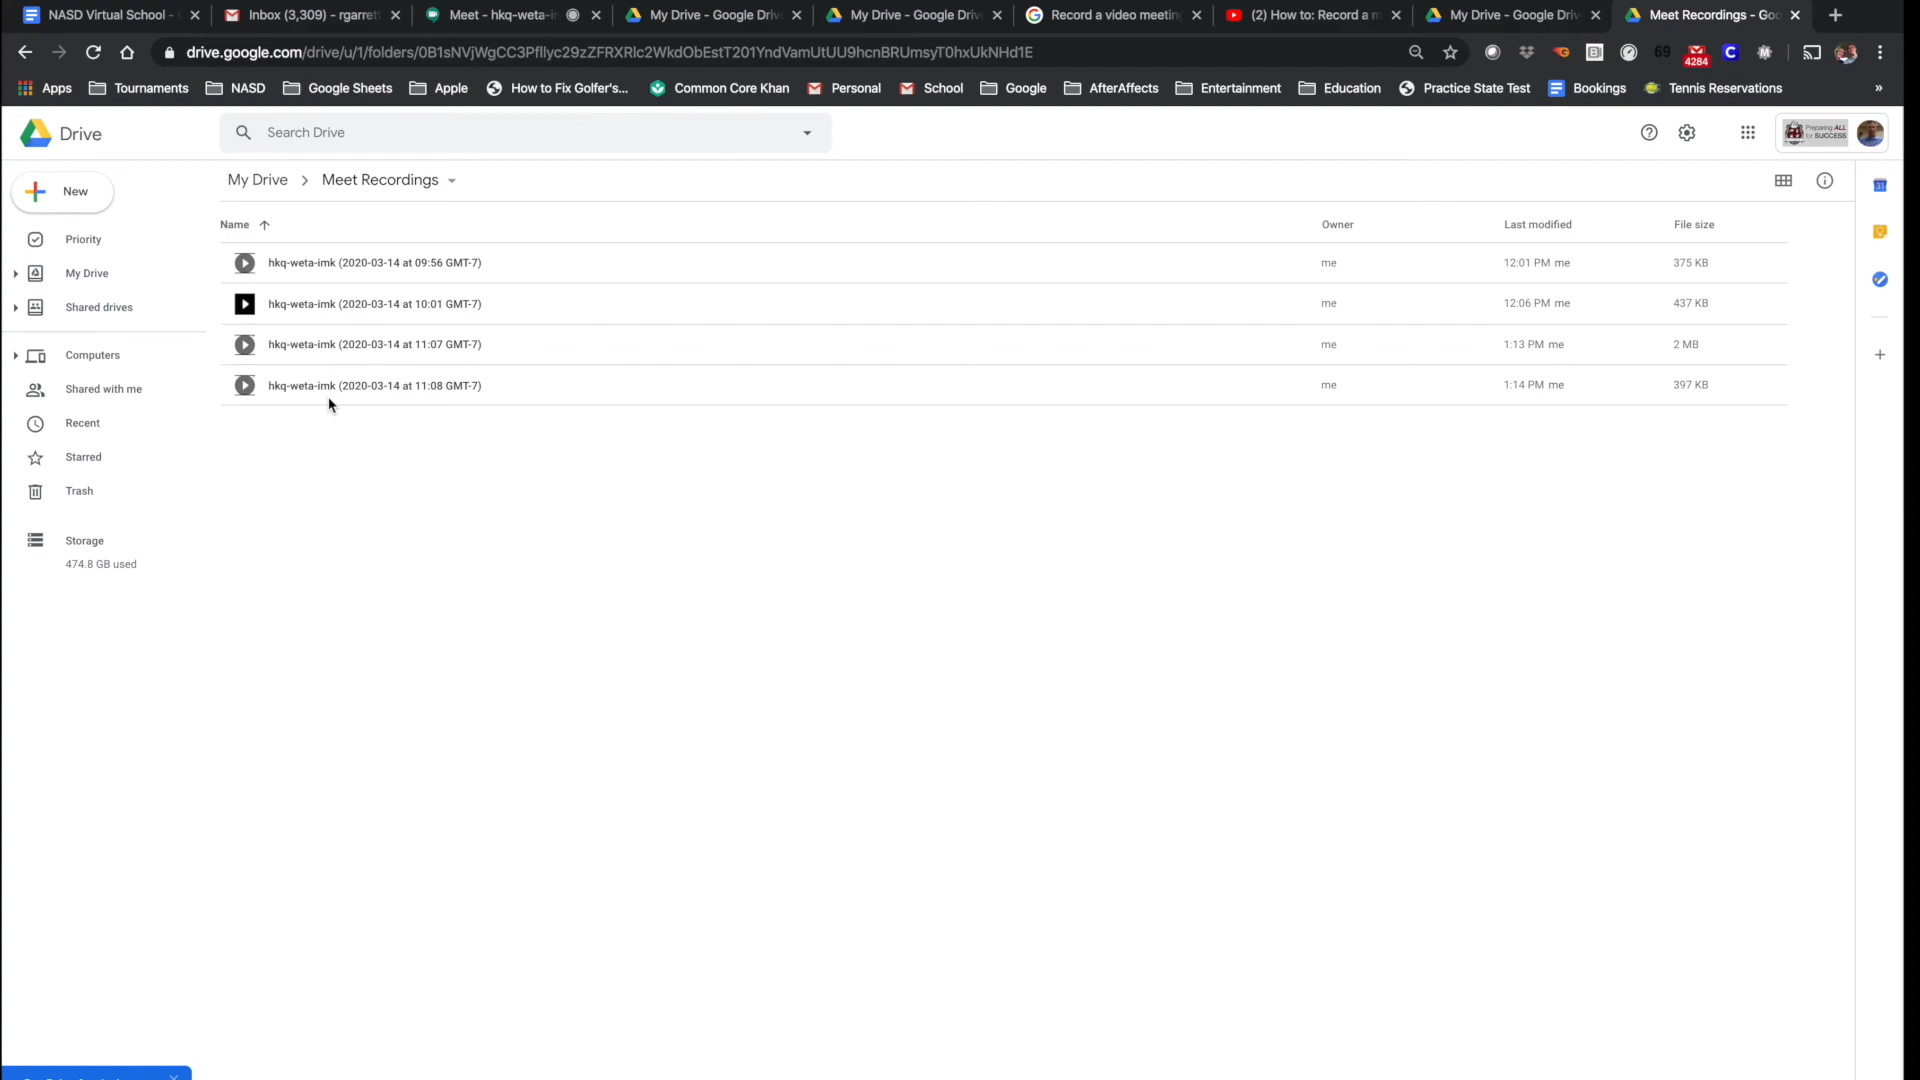 NASD Virtual School - Inbox (3,309) - rgarrett Meet - hkq-weta-i My Drive - Google Driv My Drive - Google Driv Record a video meeting (2) How to: Record a m My Drive - Google Driv Meet Recordings - Goo
drive.google.com/drive/u/1/folders/0B1sNVjWgCC3Pfllyc29zZFRXRlc2WkdObEstT201YndVamUtUU9hcnBRUmsyT0hxUkNHd1E 69 4284 C M
Apps Tournaments NASD Google Sheets Apple How to Fix Golfer's... Common Core Khan Personal School Google AfterAffects Entertainment Education Practice State Test Bookings Tennis Reservations »
Drive Search Drive Preparing ALL for SUCCESS
My Drive > Meet Recordings
New
Name Owner Last modified File size
Priority
hkq-weta-imk (2020-03-14 at 09:56 GMT-7) me 12:01 PM me 375 KB
My Drive
hkq-weta-imk (2020-03-14 at 10:01 GMT-7) me 12:06 PM me 437 KB
Shared drives
hkq-weta-imk (2020-03-14 at 11:07 GMT-7) me 1:13 PM me 2 MB
Computers
hkq-weta-imk (2020-03-14 at 11:08 GMT-7) me 1:14 PM me 397 KB
Shared with me
Recent
Starred
Trash
Storage
474.8 GB used